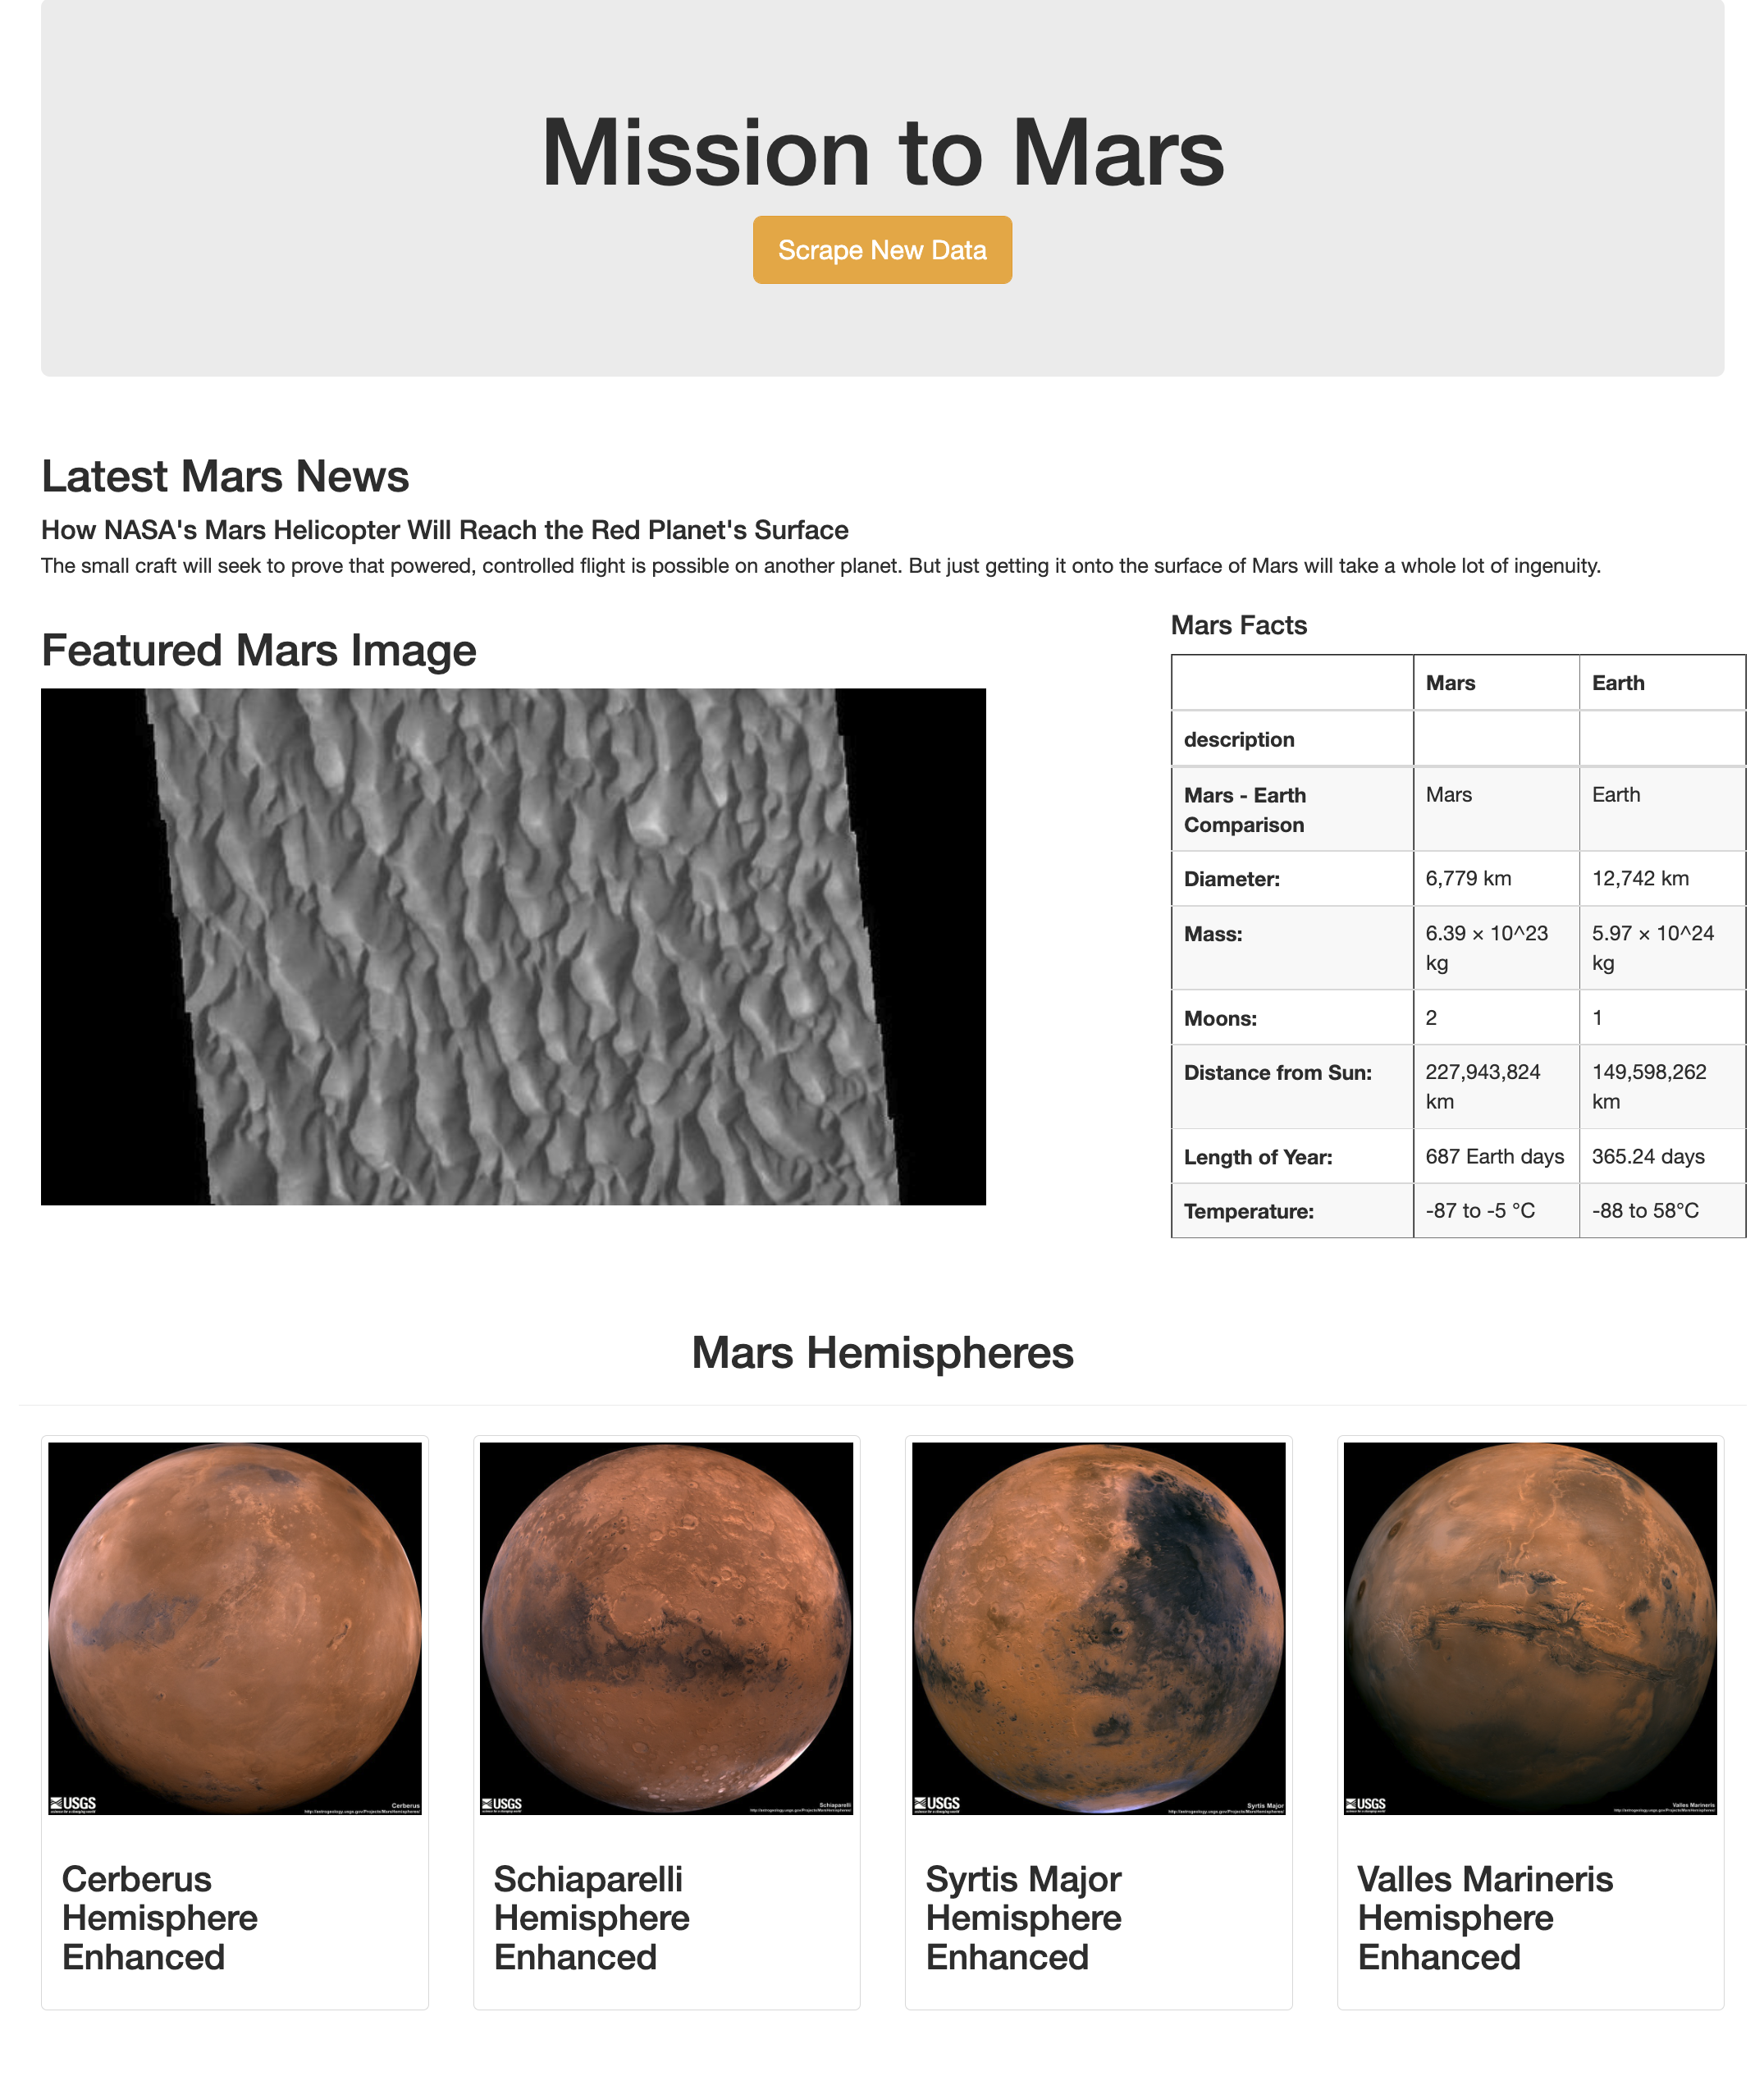 Mission to Mars
Scrape New Data
Latest Mars News
How NASA's Mars Helicopter Will Reach the Red Planet's Surface
The small craft will seek to prove that powered, controlled flight is possible on another planet. But just getting it onto the surface of Mars will take a whole lot of ingenuity.
Featured Mars Image
Mars Facts
Mars Earth
description
Mars - Earth Mars Earth
Comparison
Diameter: 6,779 km 12,742 km
Mass: 6.39 × 10^23 5.97 × 10^24
kg kg
Moons: 2 1
Distance from Sun: 227,943,824 149,598,262
km km
Length of Year: 687 Earth days 365.24 days
Temperature: -87 to -5 °C -88 to 58°C
Mars Hemispheres
USGS Cerberus
USGS Schiaparelli
USGS Syrtis Major
USGS Valles Marineris
Cerberus
Hemisphere
Enhanced
Schiaparelli
Hemisphere
Enhanced
Syrtis Major
Hemisphere
Enhanced
Valles Marineris
Hemisphere
Enhanced